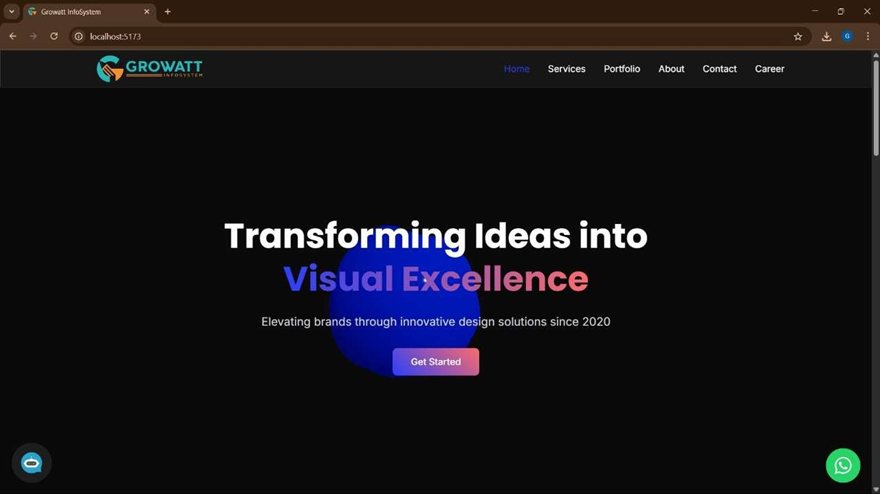 Growatt InfoSystem
localhost:5173
G
GROWATT
INFOSYSTEM
Home Services Portfolio About Contact Career
Transforming Ideas into
Visual Excellence
Elevating brands through innovative design solutions since 2020
Get Started